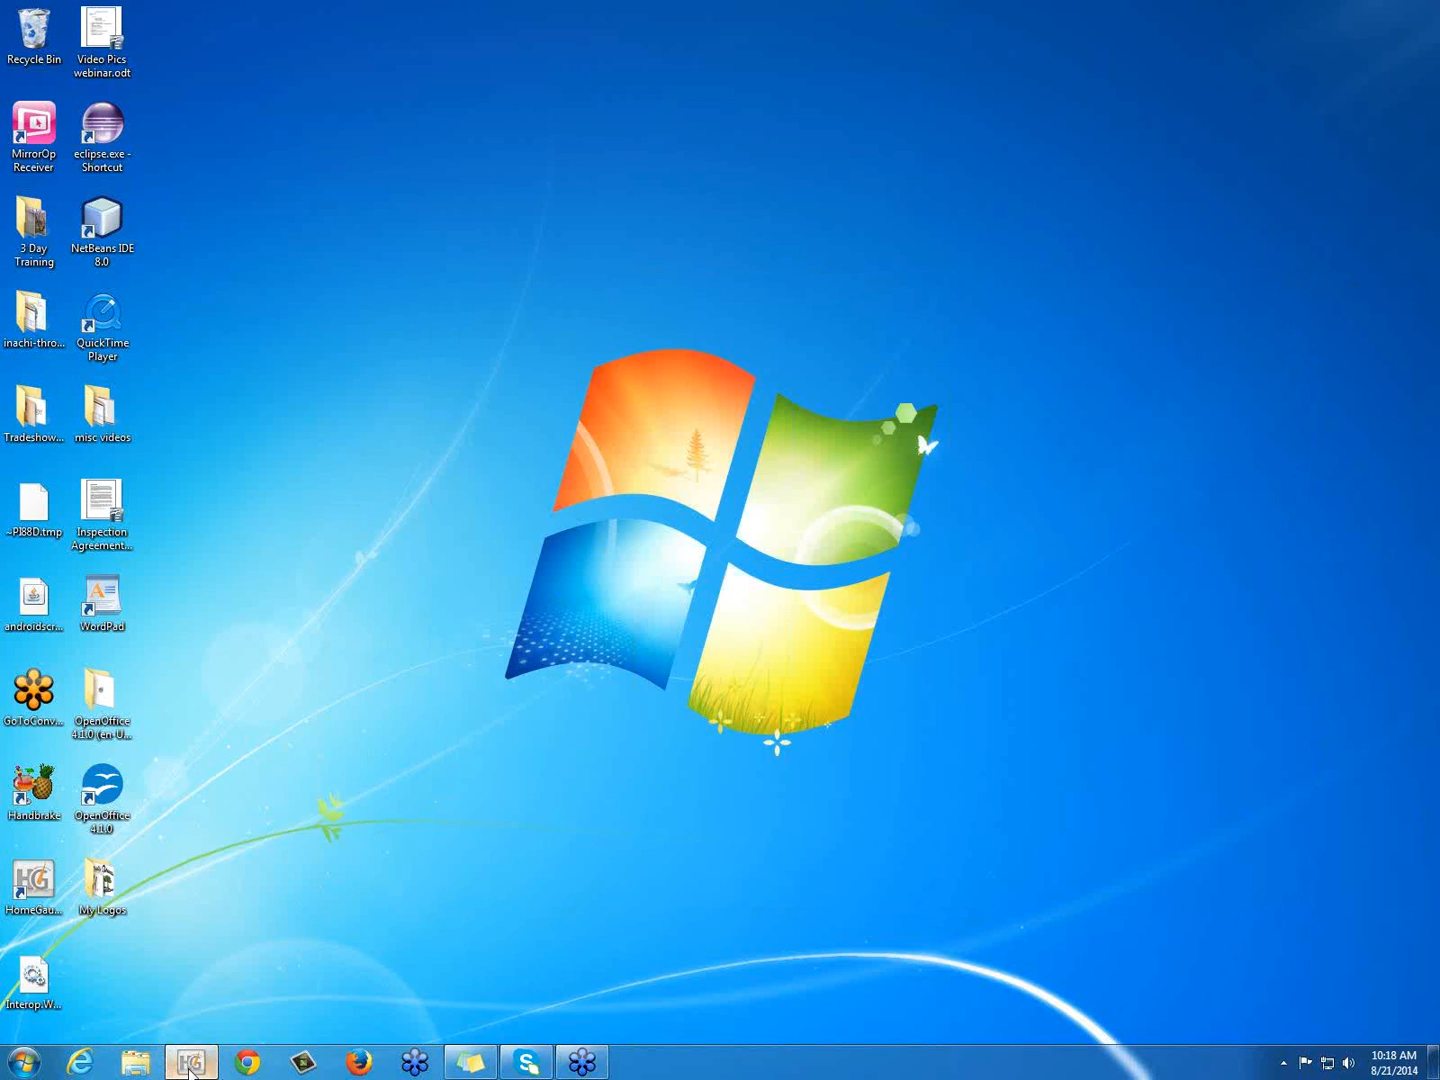 Recycle Bin
Video Pics
webinar.odt
MirrorOp
Receiver
eclipse.exe -
Shortcut
3 Day
Training
NetBeans IDE
8.0
inachi-thro...
QuickTime
Player
Tradeshow...
misc videos
~PI88D.tmp
Inspection
Agreement...
androidscr...
WordPad
GoToConv...
OpenOffice
4.1.0 (en-U...
Handbrake
OpenOffice
4.1.0
HG
HomeGau...
My Logos
Interop.W...
HG
10:18 AM
8/21/2014